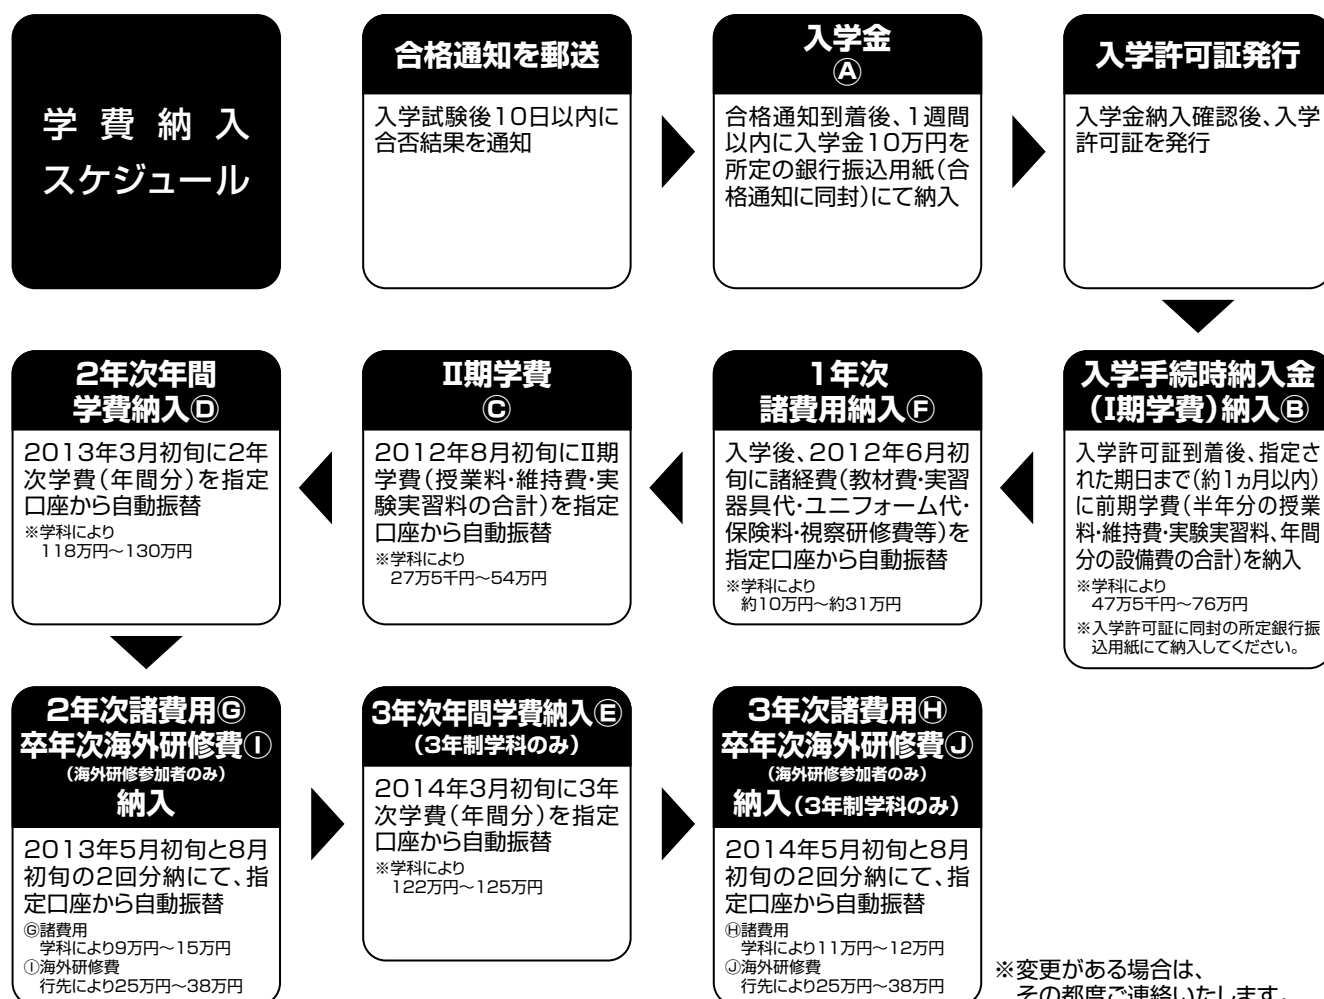 学費納入
スケジュール
合格通知を郵送
入学試験後10日以内に
合否結果を通知
入学金
Ⓐ
合格通知到着後、1週間
以内に入学金10万円を
所定の銀行振込用紙(合
格通知に同封)にて納入
入学許可証発行
入学金納入確認後、入学
許可証を発行
入学手続時納入金
(Ⅰ期学費)納入Ⓑ
入学許可証到着後、指定さ
れた期日まで(約1ヵ月以内)
に前期学費(半年分の授業
料・維持費・実験実習料、年間
分の設備費の合計)を納入
※学科により
47万5千円〜76万円
※入学許可証に同封の所定銀行振
込用紙にて納入してください。
1年次
諸費用納入Ⓕ
入学後、2012年6月初
旬に諸経費(教材費・実習
器具代・ユニフォーム代・
保険料・視察研修費等)を
指定口座から自動振替
※学科により
約10万円〜約31万円
Ⅱ期学費
Ⓒ
2012年8月初旬にⅡ期
学費(授業料・維持費・実
験実習料の合計)を指定
口座から自動振替
※学科により
27万5千円〜54万円
2年次年間
学費納入Ⓓ
2013年3月初旬に2年
次学費(年間分)を指定
口座から自動振替
※学科により
118万円〜130万円
2年次諸費用Ⓖ
卒年次海外研修費Ⓘ
(海外研修参加者のみ)
納入
2013年5月初旬と8月
初旬の2回分納にて、指
定口座から自動振替
Ⓖ諸費用
学科により9万円〜15万円
Ⓘ海外研修費
行先により25万円〜38万円
3年次年間学費納入Ⓔ
(3年制学科のみ)
2014年3月初旬に3年
次学費(年間分)を指定
口座から自動振替
※学科により
122万円〜125万円
3年次諸費用Ⓗ
卒年次海外研修費Ⓙ
(海外研修参加者のみ)
納入(3年制学科のみ)
2014年5月初旬と8月
初旬の2回分納にて、指
定口座から自動振替
Ⓗ諸費用
学科により11万円〜12万円
Ⓙ海外研修費
行先により25万円〜38万円
※変更がある場合は、
その都度ご連絡いたします。